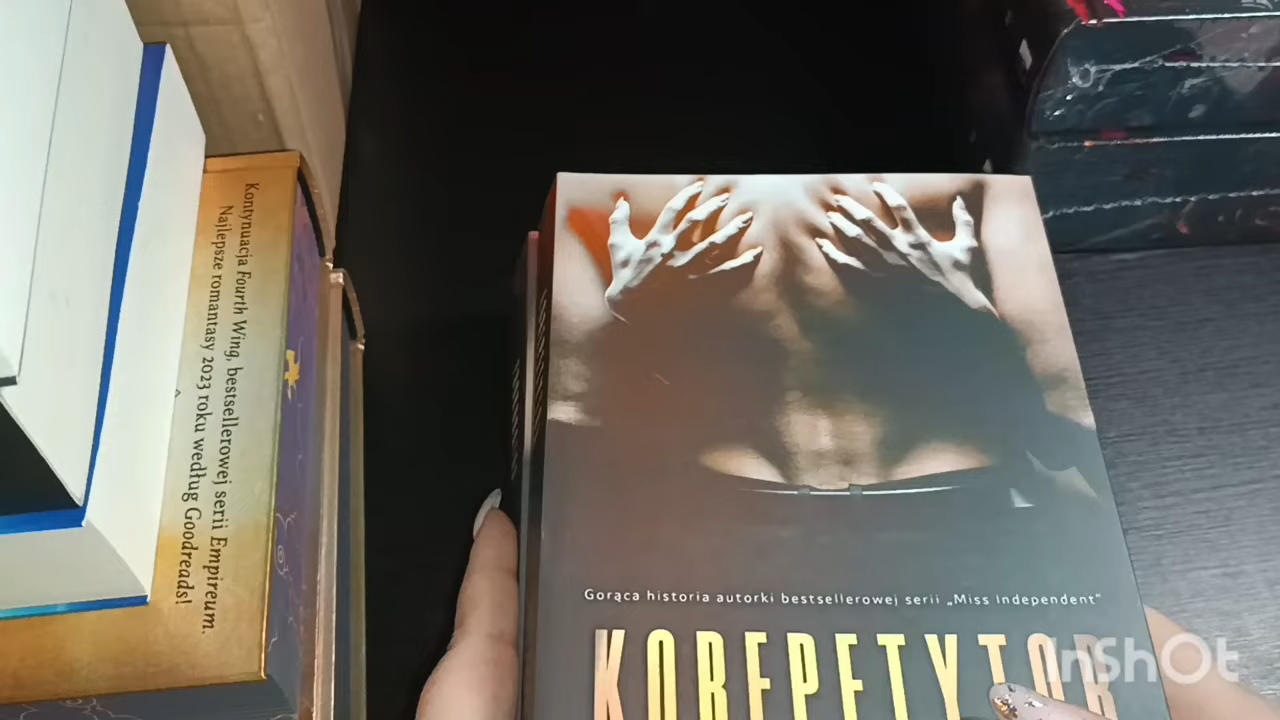 Kontynuacja Fourth Wing, bestsellerowej serii Empireum.
Najlepsze romantasy 2023 roku według Goodreads!
Gorąca historia autorki bestsellerowej serii „Miss Independent”
KOREPETYTOR
InShOt